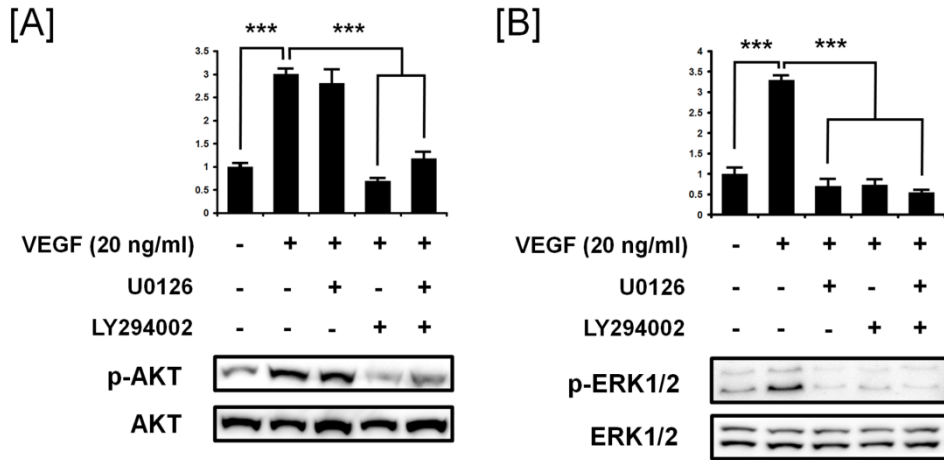 [A]
*** ***
3.5
3
2.5
2
1.5
1
0.5
0
VEGF (20 ng/ml) - + + + +
U0126 - - + - +
LY294002 - - - + +
p-AKT
AKT
[B]
*** ***
4
3.5
3
2.5
2
1.5
1
0.5
0
VEGF (20 ng/ml) - + + + +
U0126 - - + - +
LY294002 - - - + +
p-ERK1/2
ERK1/2